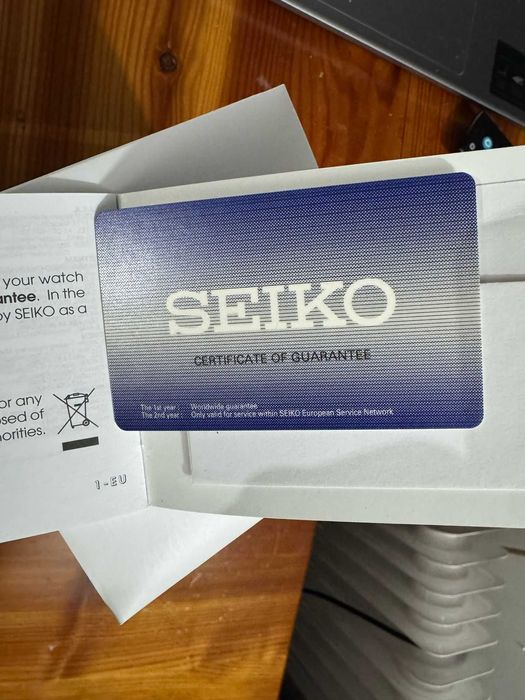 your watch
antee. In the
by SEIKO as a
or any
sed of
orities.
1-EU
SEIKO
CERTIFICATE OF GUARANTEE
The 1st year : Worldwide guarantee
The 2nd year : Only valid for service within SEIKO European Service Network